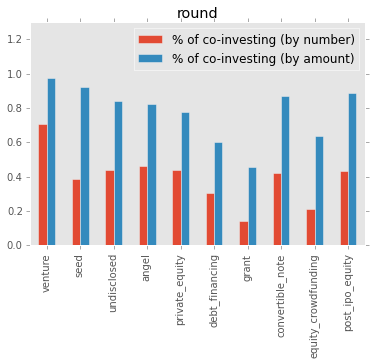 round
% of co-investing (by number)
% of co-investing (by amount)
1.2
1.0
0.8
0.6
0.4
0.2
0.0
venture
seed
undisclosed
angel
private_equity
debt_financing
grant
convertible_note
equity_crowdfunding
post_ipo_equity